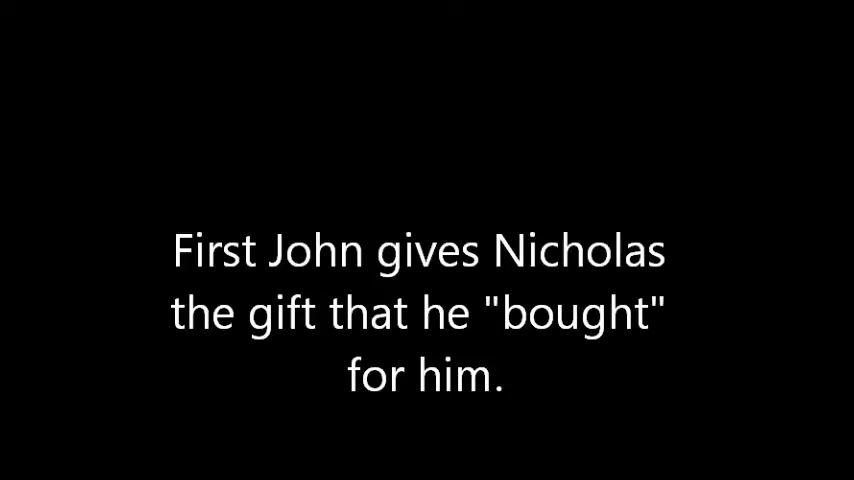 First John gives Nicholas
the gift that he "bought"
for him.